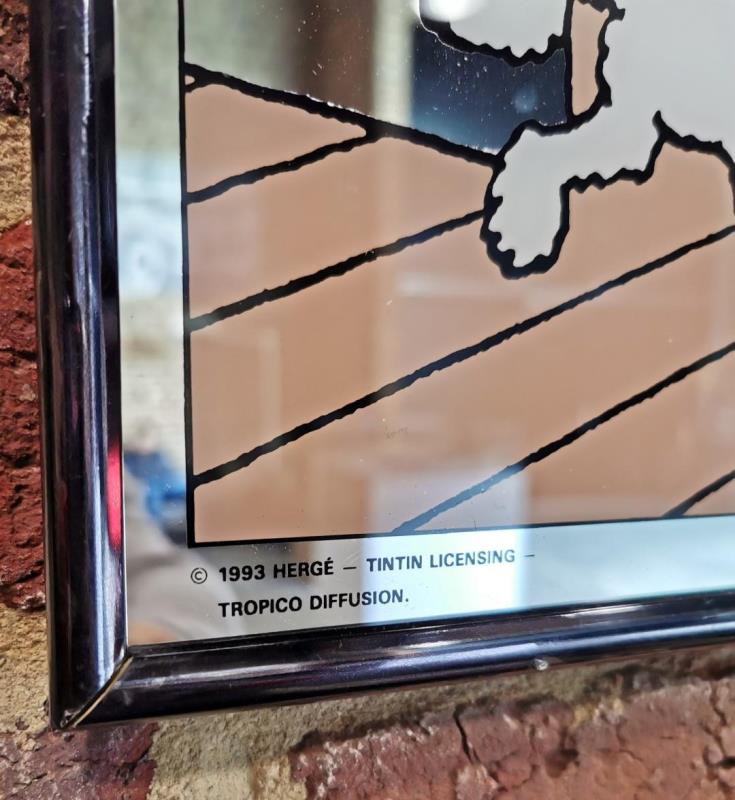 © 1993 HERGÉ — TINTIN LICENSING —
TROPICO DIFFUSION.